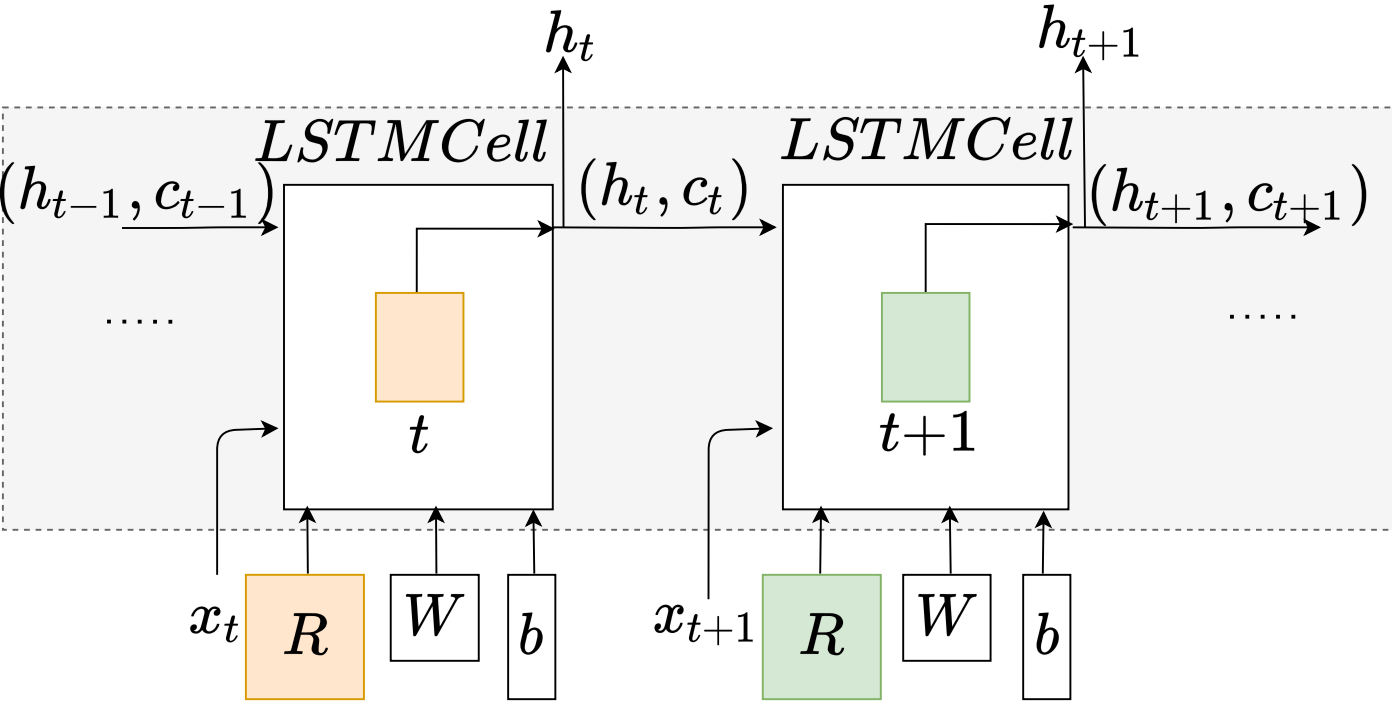 h_t
h_{t+1}
LSTMCell
LSTMCell
(h_{t-1}, c_{t-1})
(h_t, c_t)
(h_{t+1}, c_{t+1})
.....
.....
t
t+1
x_t
R
W
b
x_{t+1}
R
W
b